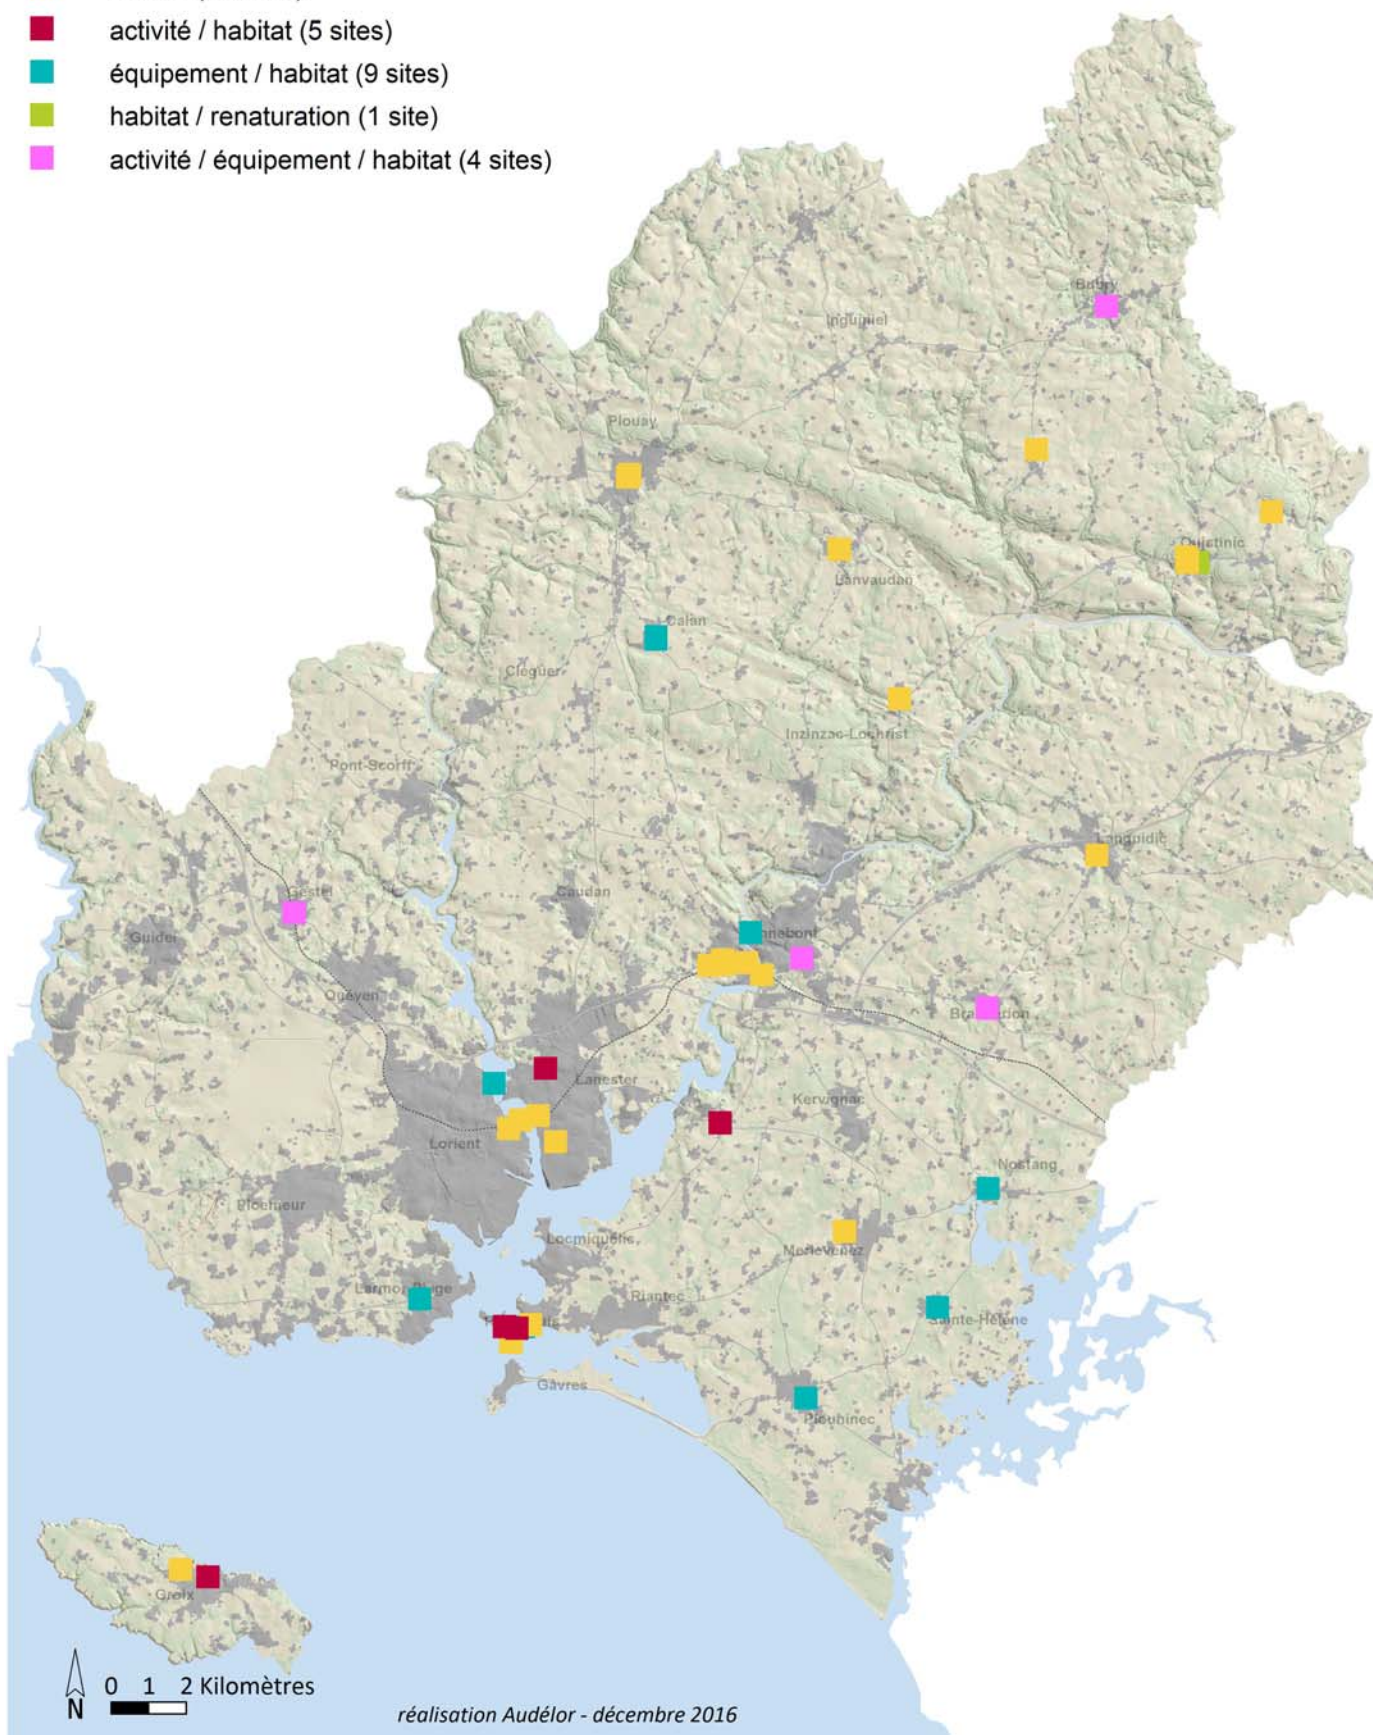 activité / habitat (5 sites)
équipement / habitat (9 sites)
habitat / renaturation (1 site)
activité / équipement / habitat (4 sites)
Bubry
Inguiniel
Plouay
Quistinic
Lanvaudan
Calan
Cléguer
Inzinzac-Lochrist
Pont-Scorff
Languidic
Gestel
Caudan
Guidel
Quéven
Lanester
Kervignac
Lorient
Nostang
Ploemeur
Locmiquélic
Merlevenez
Riantec
Sainte-Hélène
Gâvres
Plouhinec
Groix
0 1 2 Kilomètres
N
réalisation Audélor - décembre 2016